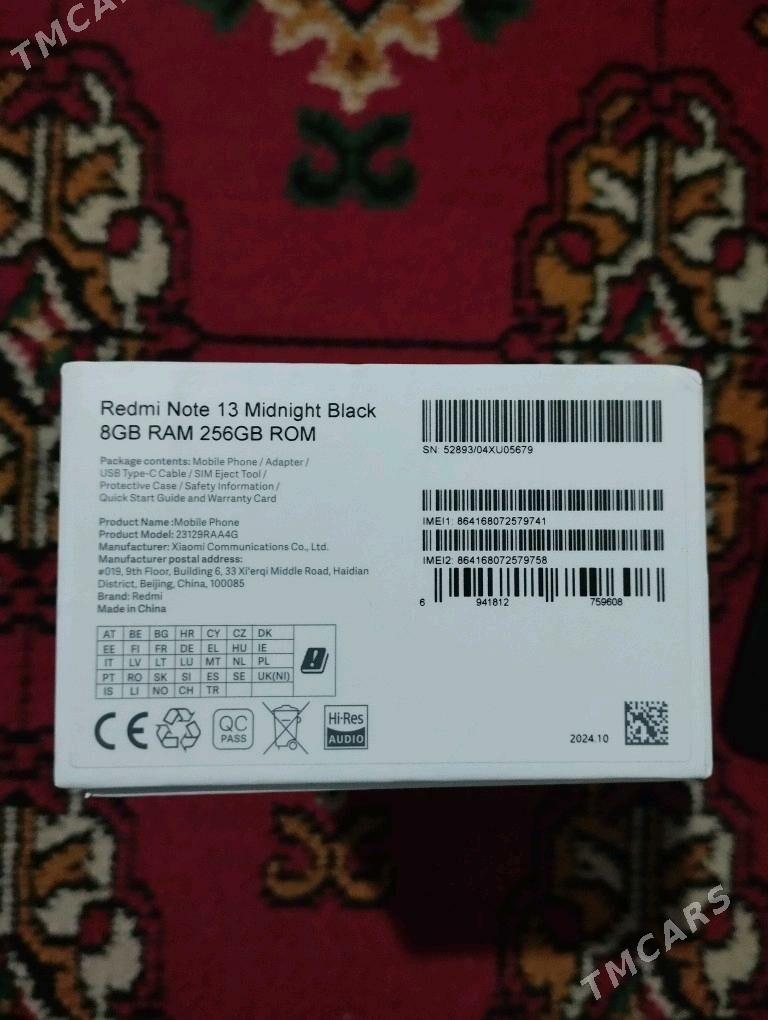 TMCARS
Redmi Note 13 Midnight Black
8GB RAM 256GB ROM
Package contents: Mobile Phone / Adapter /
USB Type-C Cable / SIM Eject Tool /
Protective Case / Safety Information /
Quick Start Guide and Warranty Card
Product Name:Mobile Phone
Product Model: 23129RAA4G
Manufacturer: Xiaomi Communications Co., Ltd.
Manufacturer postal address:
#019, 9th Floor, Building 6, 33 Xi'erqi Middle Road, Haidian
District, Beijing, China, 100085
Brand: Redmi
Made in China
AT BE BG HR CY CZ DK
EE FI FR DE EL HU IE
IT LV LT LU MT NL PL
PT RO SK SI ES SE UK(NI)
IS LI NO CH TR
CE
QC
PASS
Hi-Res
AUDIO
SN: 52893/04XU05679
IMEI1: 864168072579741
IMEI2: 864168072579758
6 941812 759608
2024.10
TMCARS